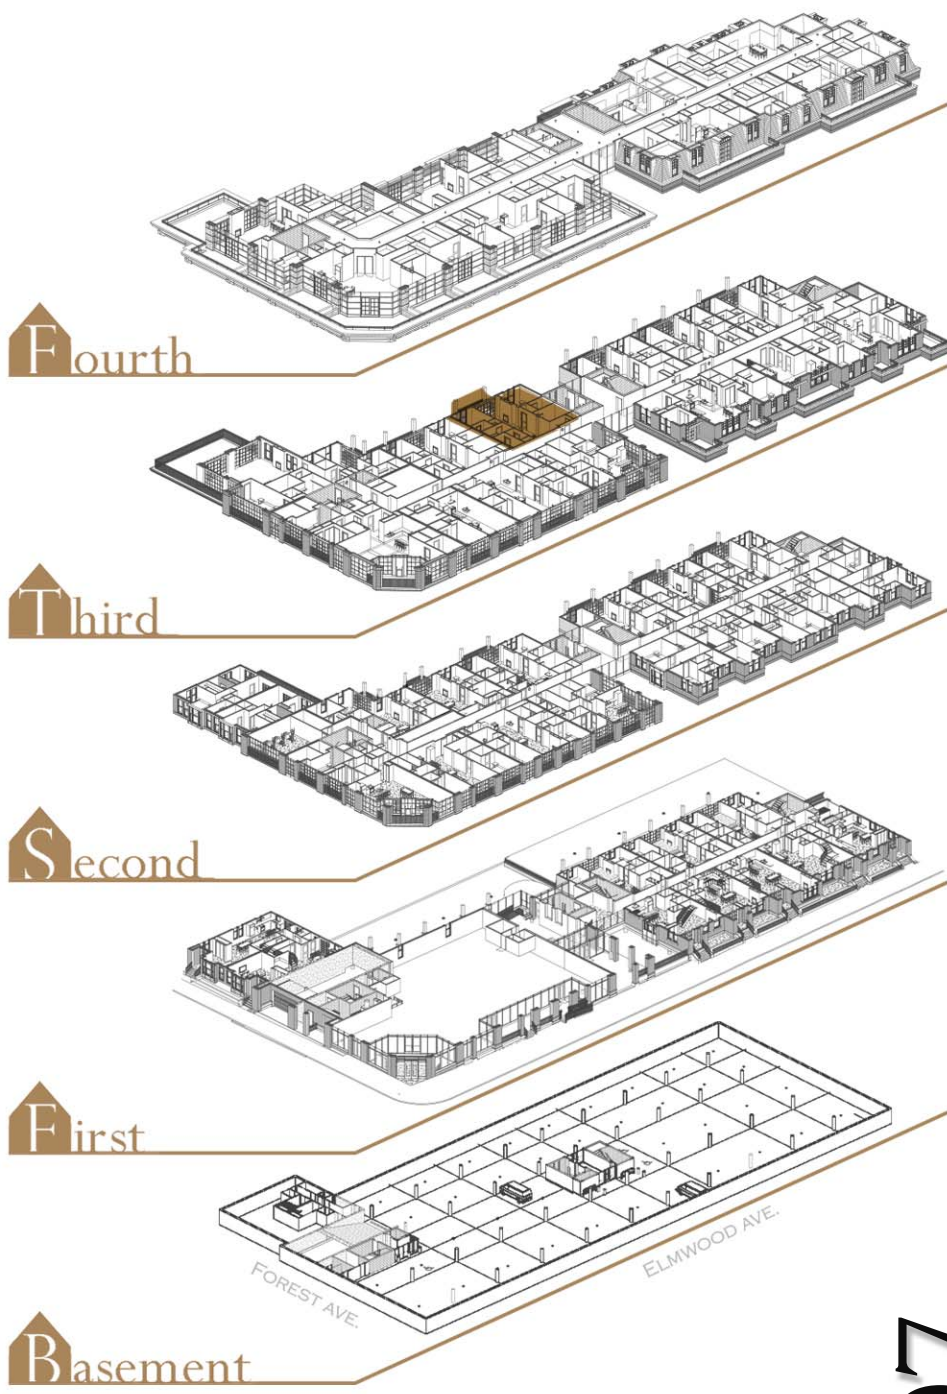 Fourth
Third
Second
First
FOREST AVE.
ELMWOOD AVE.
Basement